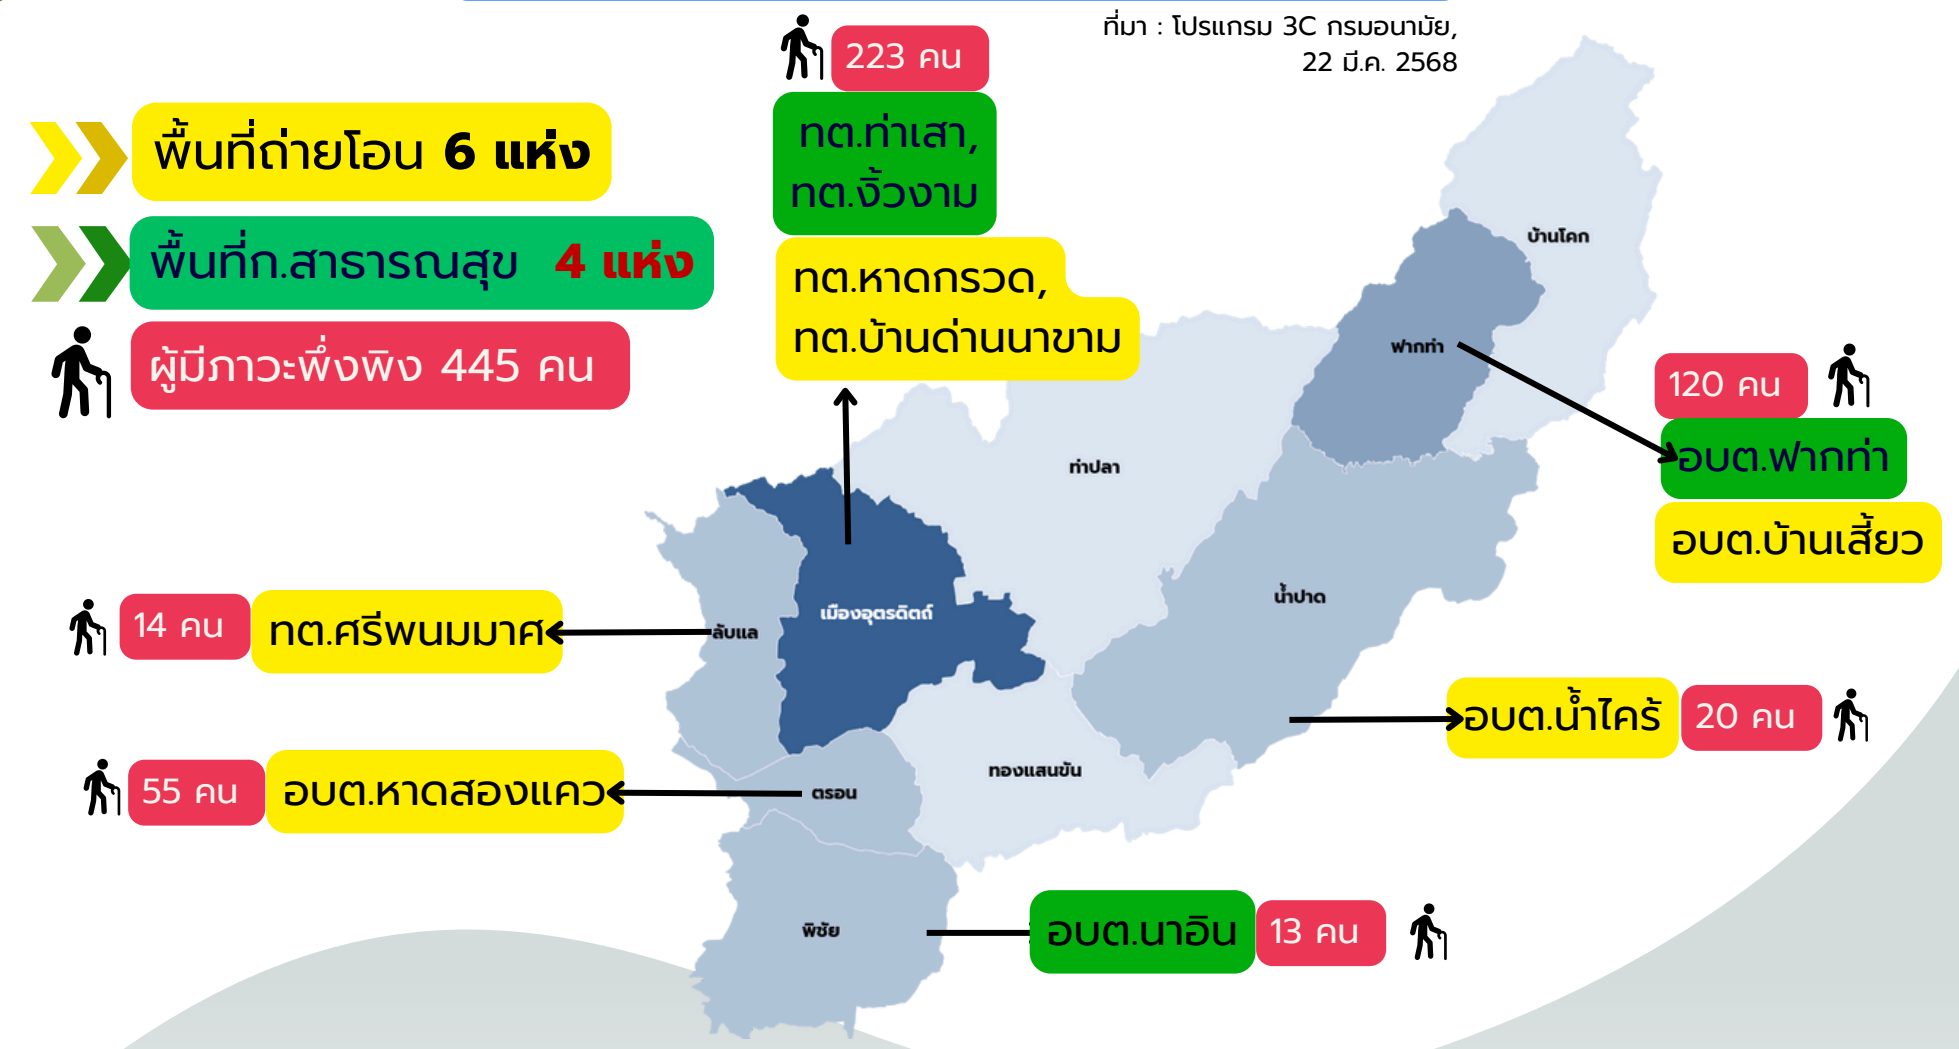 ที่มา : โปรแกรม 3C กรมอนามัย,
22 มี.ค. 2568
พื้นที่ถ่ายโอน 6 แห่ง
พื้นที่ก.สาธารณสุข 4 แห่ง
ผู้มีภาวะพึ่งพิง 445 คน
223 คน
ทต.ท่าเสา,
ทต.งิ้วงาม
ทต.หาดกรวด,
ทต.บ้านด่านนาขาม
บ้านโคก
ฟากท่า
120 คน
อบต.ฟากท่า
อบต.บ้านเสี้ยว
ท่าปลา
น้ำปาด
เมืองอุตรดิตถ์
ลับแล
14 คน
ทต.ศรีพนมมาศ
อบต.น้ำไคร้
20 คน
55 คน
อบต.หาดสองแคว
ตรอน
ทองแสนขัน
พิชัย
อบต.นาอิน
13 คน